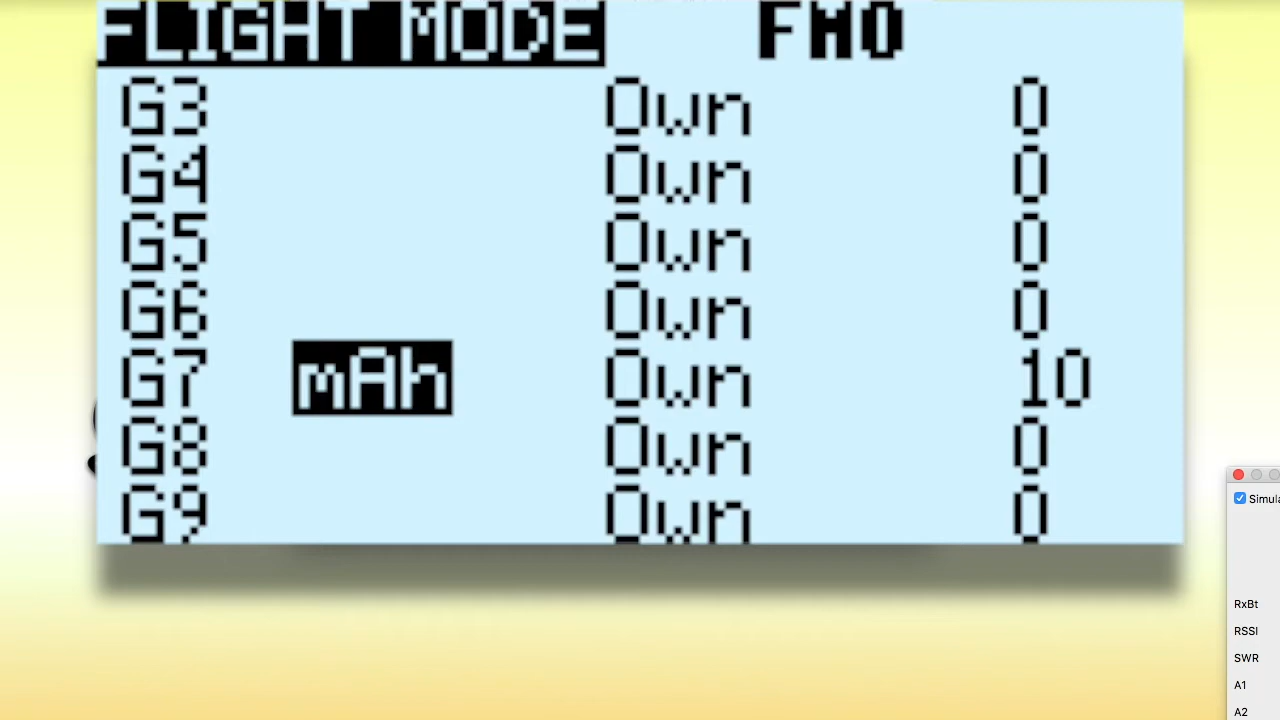 FLIGHT MODE FM0
G3 Own 0
G4 Own 0
G5 Own 0
G6 Own 0
G7 mAh Own 10
G8 Own 0
G9 Own 0
RxBt
RSSI
SWR
A1
A2